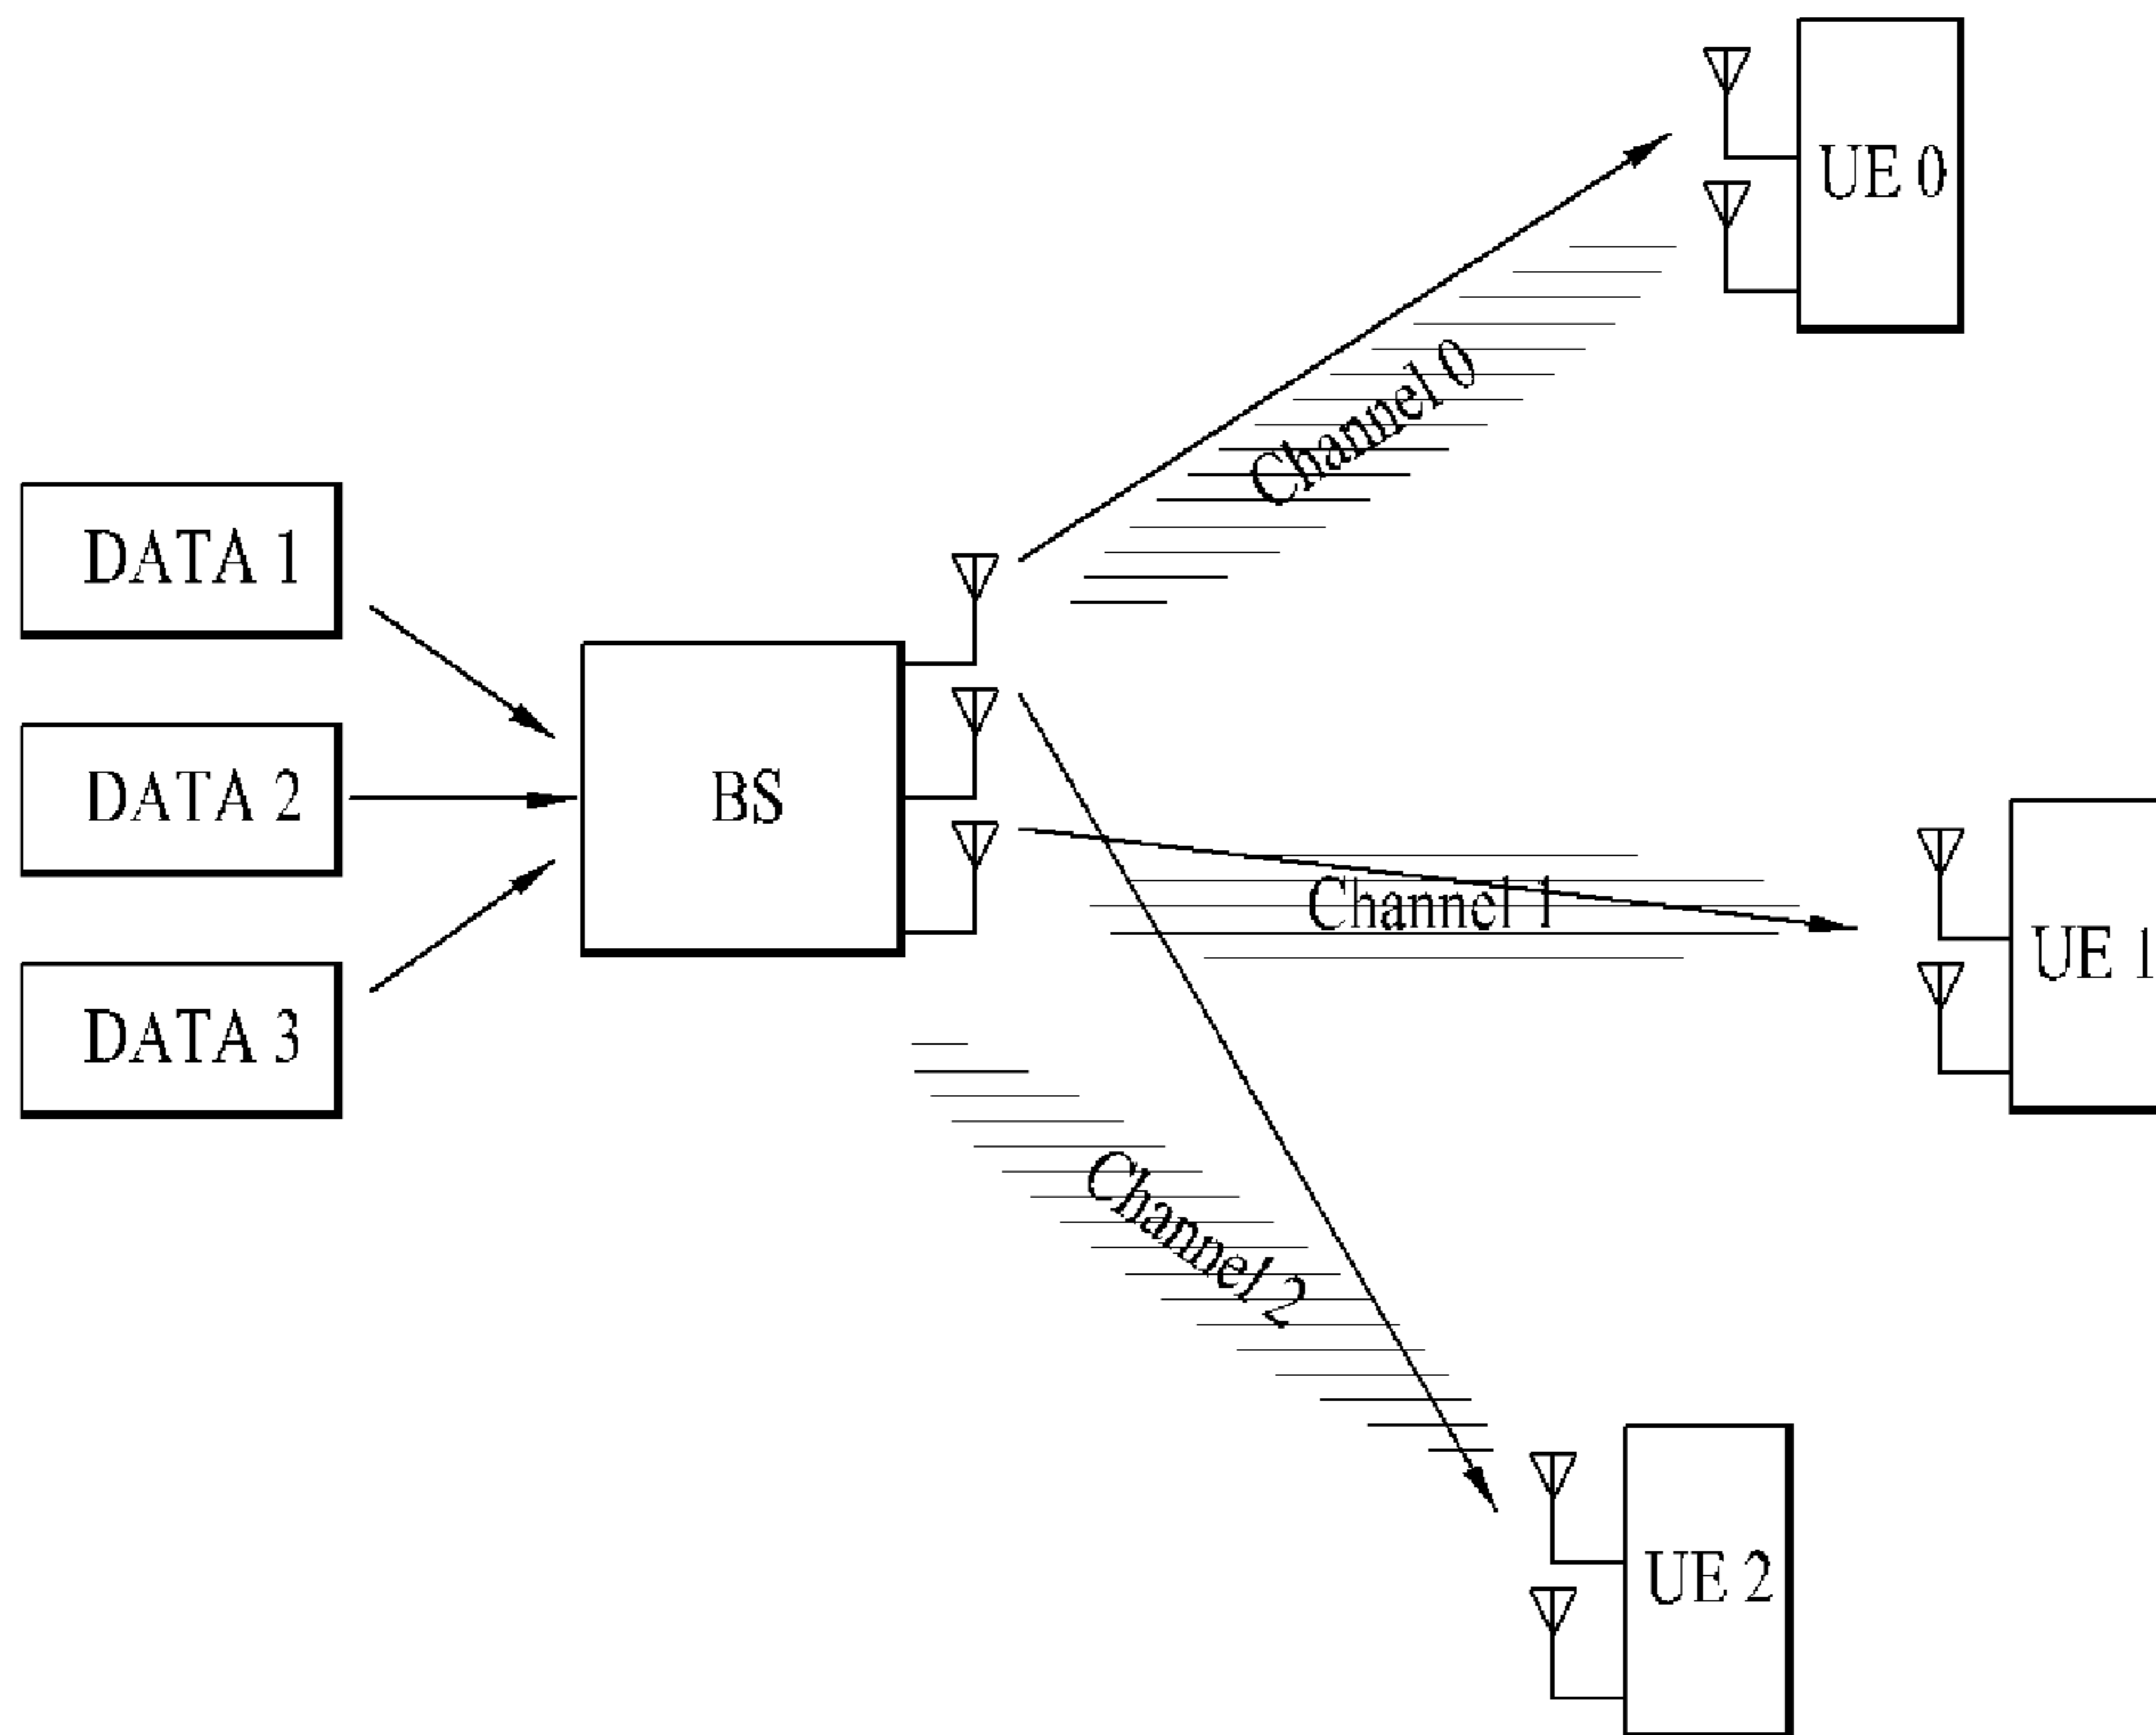 UE 0
Channel 0
DATA 1
DATA 2
BS
Channel 1
UE 1
DATA 3
Channel 2
UE 2